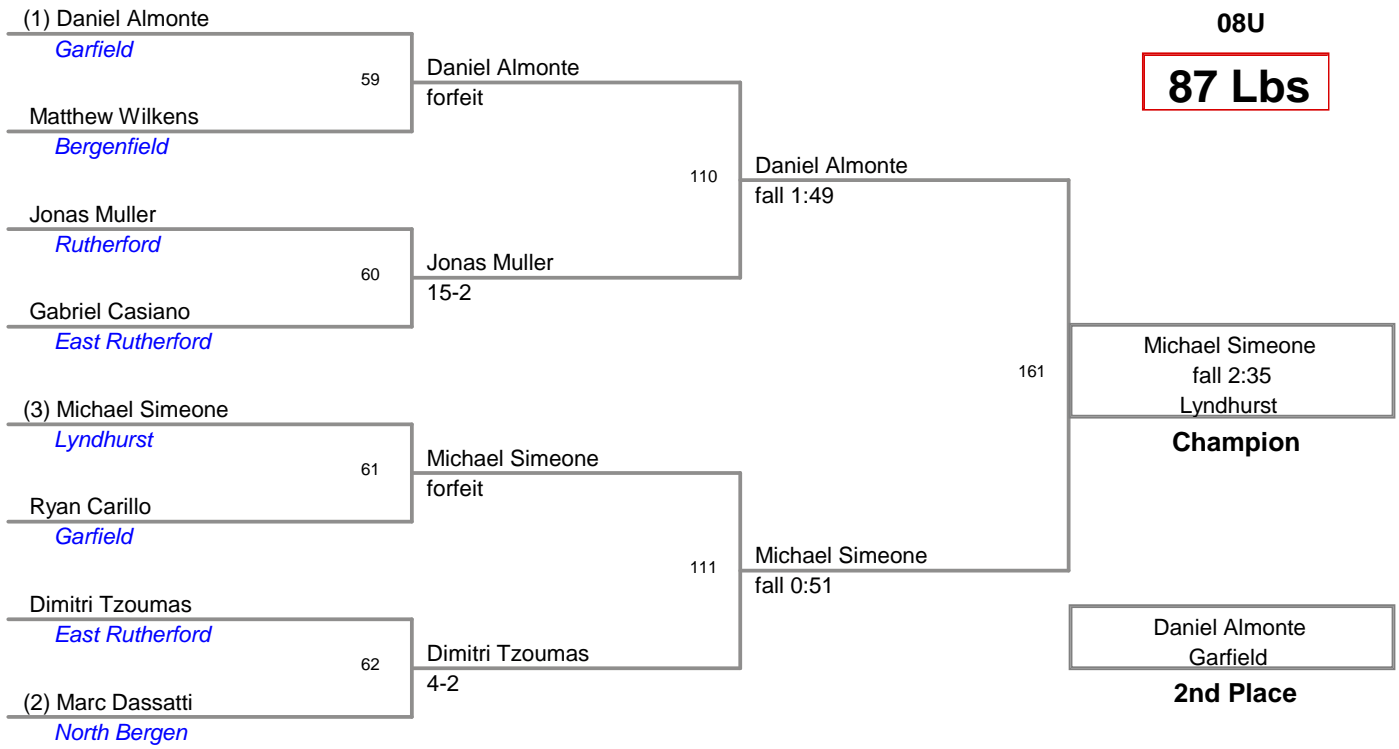 (1) Daniel Almonte
Garfield
59
Matthew Wilkens
Bergenfield
Jonas Muller
Rutherford
60
Gabriel Casiano
East Rutherford
(3) Michael Simeone
Lyndhurst
61
Ryan Carillo
Garfield
Dimitri Tzoumas
East Rutherford
62
(2) Marc Dassatti
North Bergen
Daniel Almonte
forfeit
110
Jonas Muller
15-2
Michael Simeone
forfeit
111
Dimitri Tzoumas
4-2
Daniel Almonte
fall 1:49
161
Michael Simeone
fall 0:51
08U
87 Lbs
Michael Simeone
fall 2:35
Lyndhurst
Champion
Daniel Almonte
Garfield
2nd Place